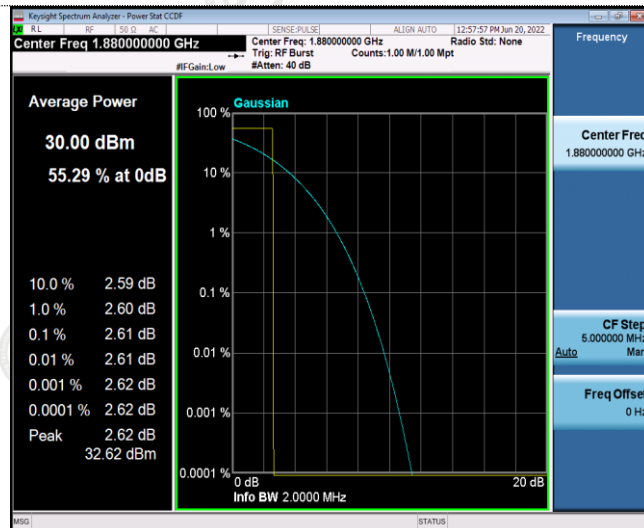 Keysight Spectrum Analyzer - Power Stat CCDF
RL RF 50 Ω AC SENSE:PULSE ALIGN AUTO 12:57:57 PM Jun 20, 2022
Center Freq 1.880000000 GHz
Center Freq: 1.880000000 GHz Radio Std: None
Trig: RF Burst Counts:1.00 M/1.00 Mpt
#IFGain:Low #Atten: 40 dB
Frequency
Average Power
30.00 dBm
55.29 % at 0dB
10.0 % 2.59 dB
1.0 % 2.60 dB
0.1 % 2.61 dB
0.01 % 2.61 dB
0.001 % 2.62 dB
0.0001 % 2.62 dB
Peak 2.62 dB
32.62 dBm
Gaussian
100 %
10 %
1 %
0.1 %
0.01 %
0.001 %
0.0001 %
0 dB 20 dB
Info BW 2.0000 MHz
Center Freq
1.880000000 GHz
CF Step
5.000000 MHz
Auto Man
Freq Offset
0 Hz
MSG STATUS